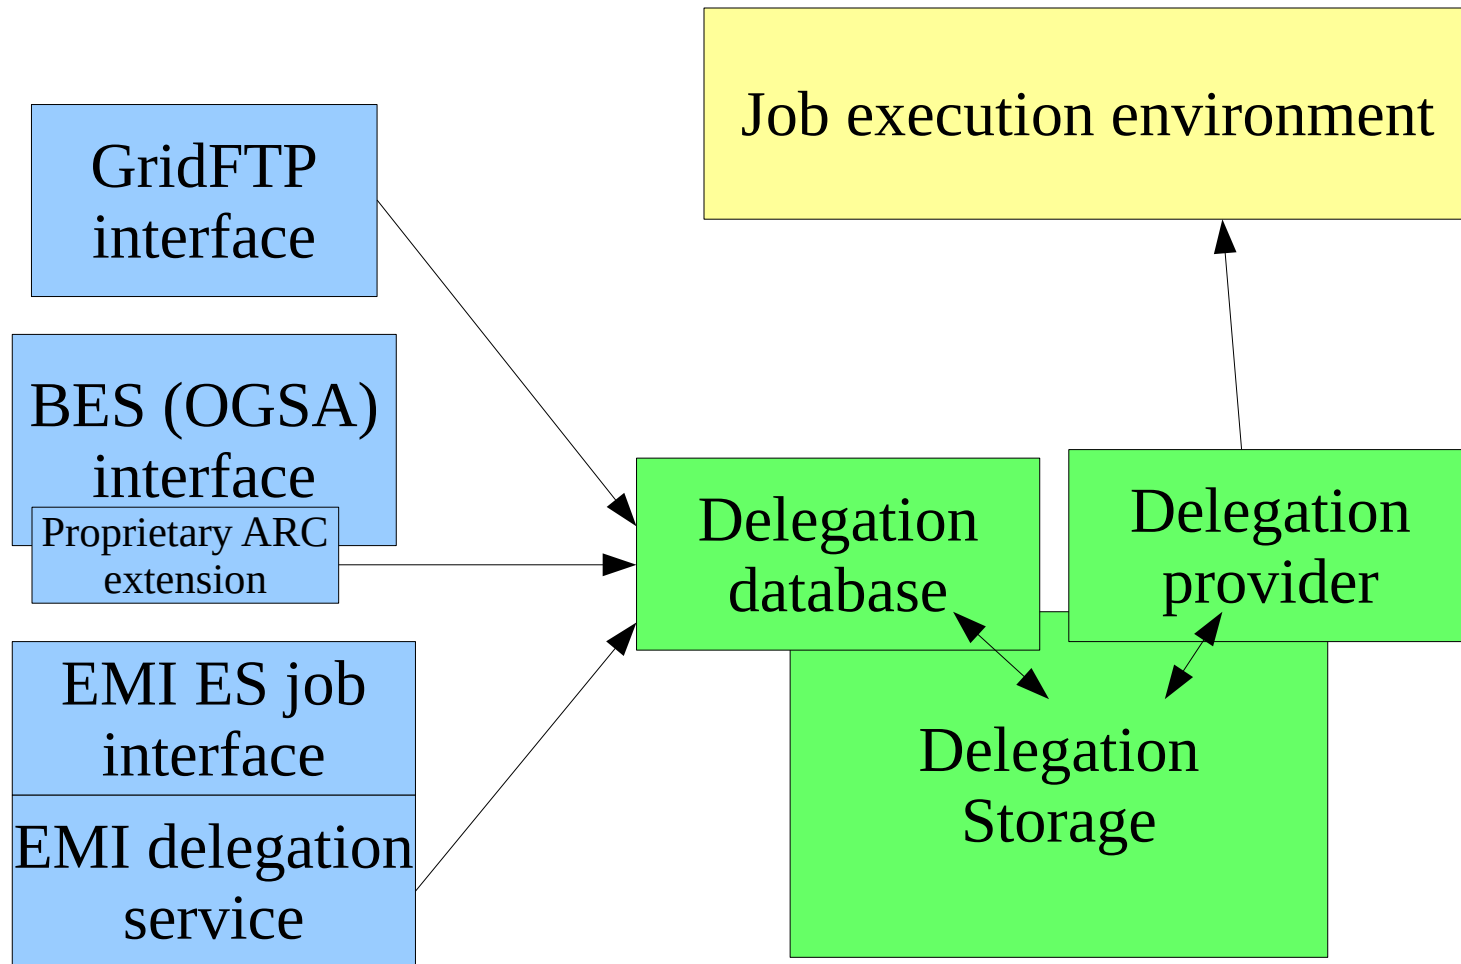 Job execution environment
GridFTP
interface
BES (OGSA)
interface
Proprietary ARC
extension
EMI ES job
interface
EMI delegation
service
Delegation
database
Delegation
provider
Delegation
Storage